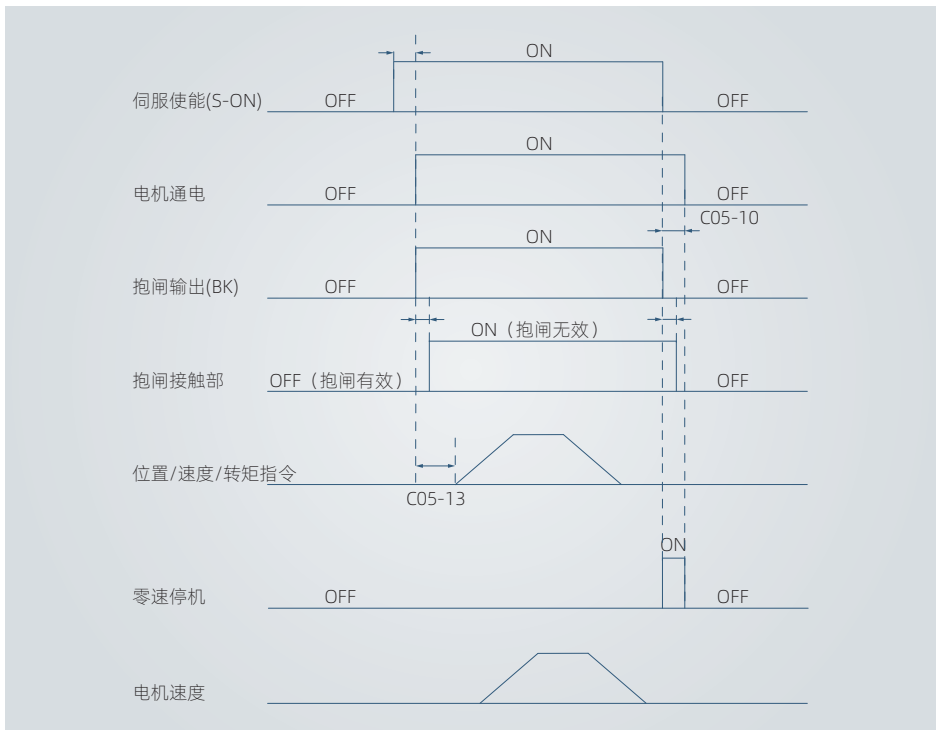 ON
伺服使能(S-ON) OFF OFF
ON
电机通电 OFF OFF
C05-10
ON
抱闸输出(BK) OFF OFF
ON（抱闸无效）
抱闸接触部 OFF（抱闸有效） OFF
位置/速度/转矩指令
C05-13
ON
零速停机 OFF OFF
电机速度